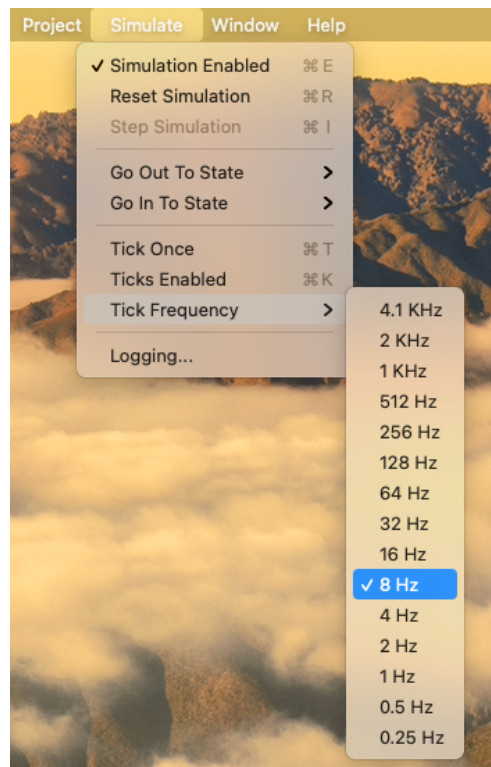 Project Simulate Window Help
✓ Simulation Enabled ⌘ E
Reset Simulation ⌘ R
Step Simulation ⌘ I
Go Out To State >
Go In To State >
Tick Once ⌘ T
Ticks Enabled ⌘ K
Tick Frequency >
Logging...
4.1 KHz
2 KHz
1 KHz
512 Hz
256 Hz
128 Hz
64 Hz
32 Hz
16 Hz
✓ 8 Hz
4 Hz
2 Hz
1 Hz
0.5 Hz
0.25 Hz